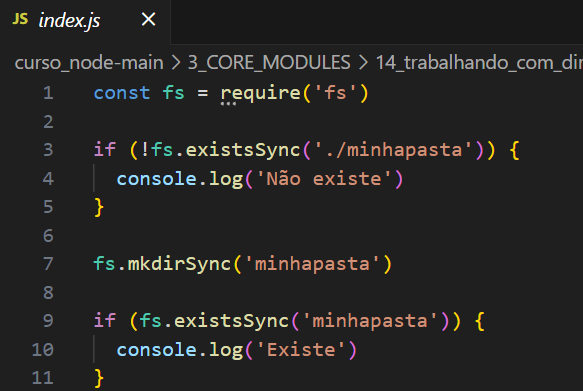 JS index.js ×
curso_node-main > 3_CORE_MODULES > 14_trabalhando_com_di
1 const fs = require('fs')
2
3 if (!fs.existsSync('./minhapasta')) {
4 console.log('Não existe')
5 }
6
7 fs.mkdirSync('minhapasta')
8
9 if (fs.existsSync('minhapasta')) {
10 console.log('Existe')
11 }